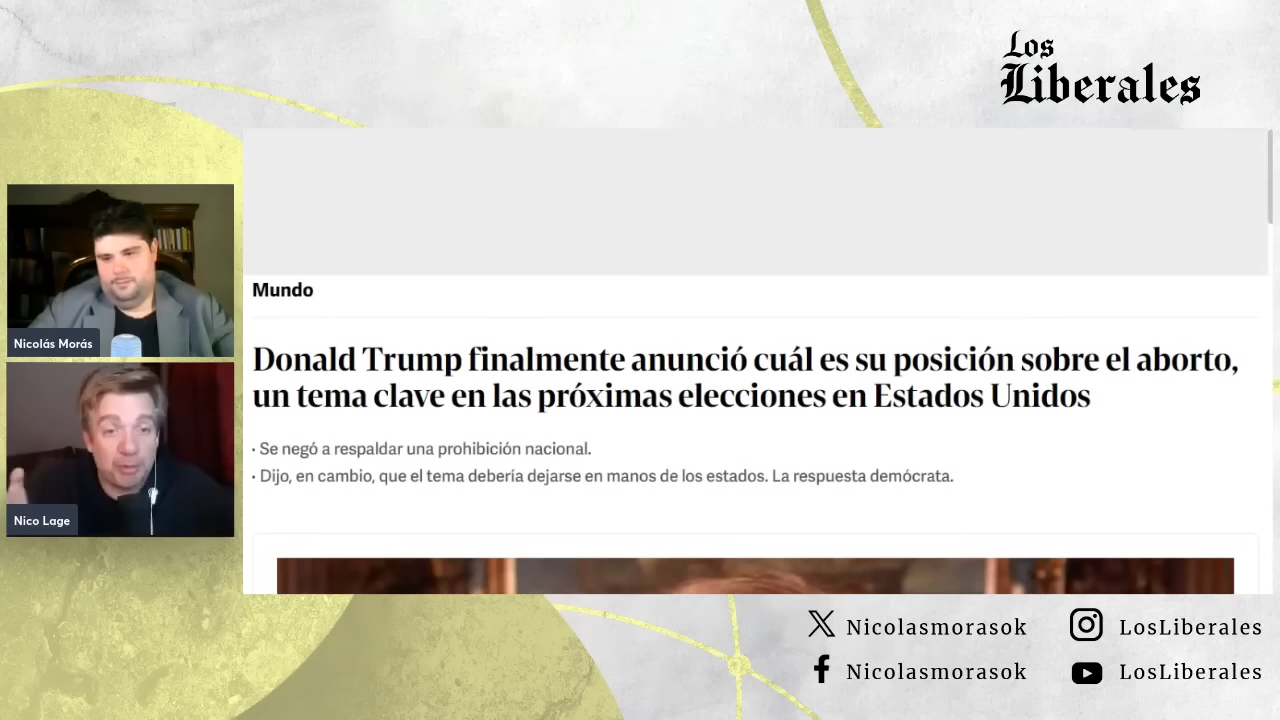 Los
Liberales
Nicolás Morás
Nico Lage
Mundo
Donald Trump finalmente anunció cuál es su posición sobre el aborto,
un tema clave en las próximas elecciones en Estados Unidos
· Se negó a respaldar una prohibición nacional.
· Dijo, en cambio, que el tema debería dejarse en manos de los estados. La respuesta demócrata.
Nicolasmorasok
LosLiberales
Nicolasmorasok
LosLiberales